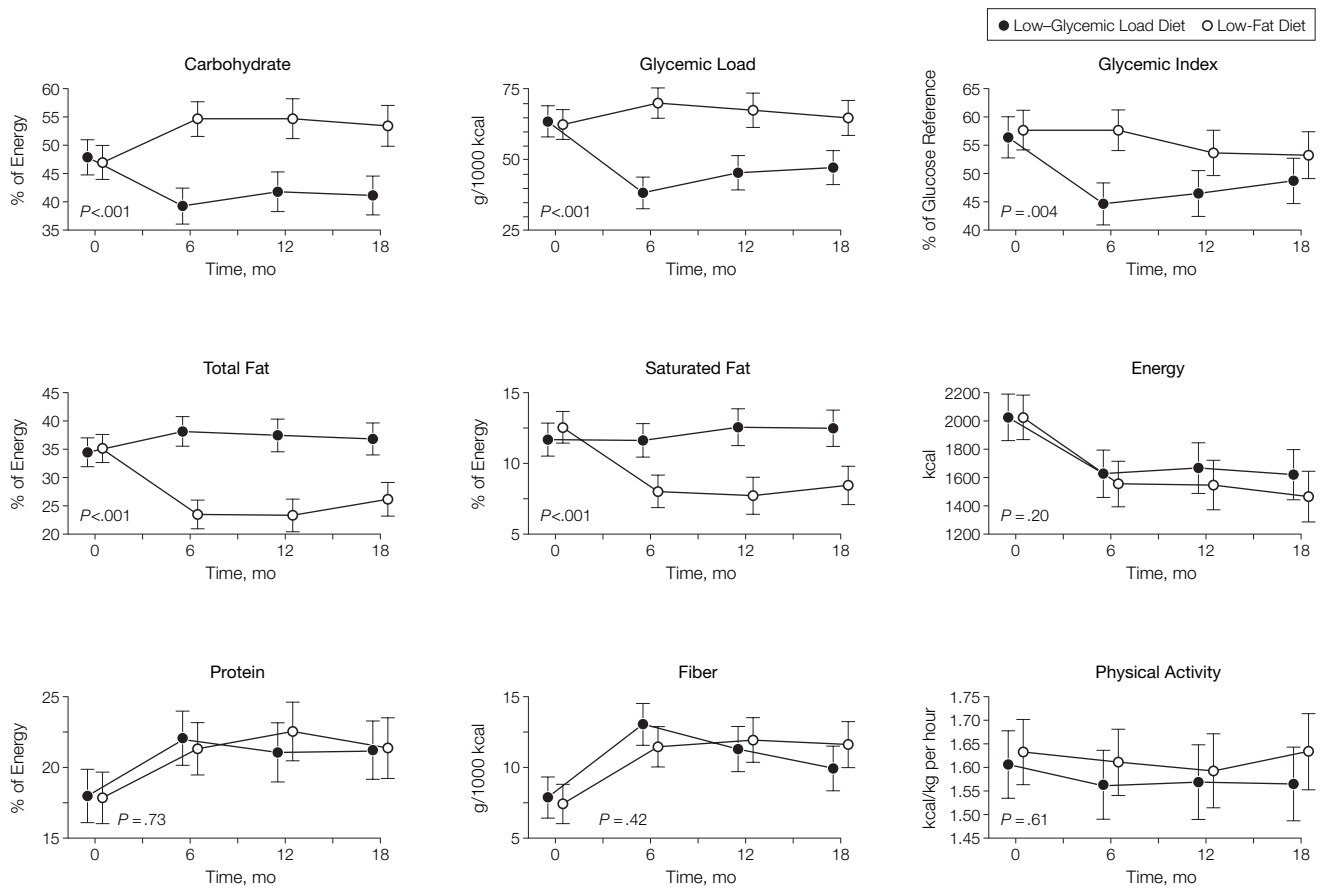 Low–Glycemic Load Diet Low-Fat Diet
Carbohydrate
60
55
50
45
40
35
% of Energy
P<.001
0 6 12 18
Time, mo
Glycemic Load
75
50
25
g/1000 kcal
P<.001
0 6 12 18
Time, mo
Glycemic Index
65
60
55
50
45
40
% of Glucose Reference
P = .004
0 6 12 18
Time, mo
Total Fat
45
40
35
30
25
20
% of Energy
P<.001
0 6 12 18
Time, mo
Saturated Fat
15
10
5
% of Energy
P<.001
0 6 12 18
Time, mo
Energy
2200
2000
1800
1600
1400
1200
kcal
P = .20
0 6 12 18
Time, mo
Protein
25
20
15
% of Energy
P = .73
0 6 12 18
Time, mo
Fiber
15
10
5
g/1000 kcal
P = .42
0 6 12 18
Time, mo
Physical Activity
1.75
1.70
1.65
1.60
1.55
1.50
1.45
kcal/kg per hour
P = .61
0 6 12 18
Time, mo